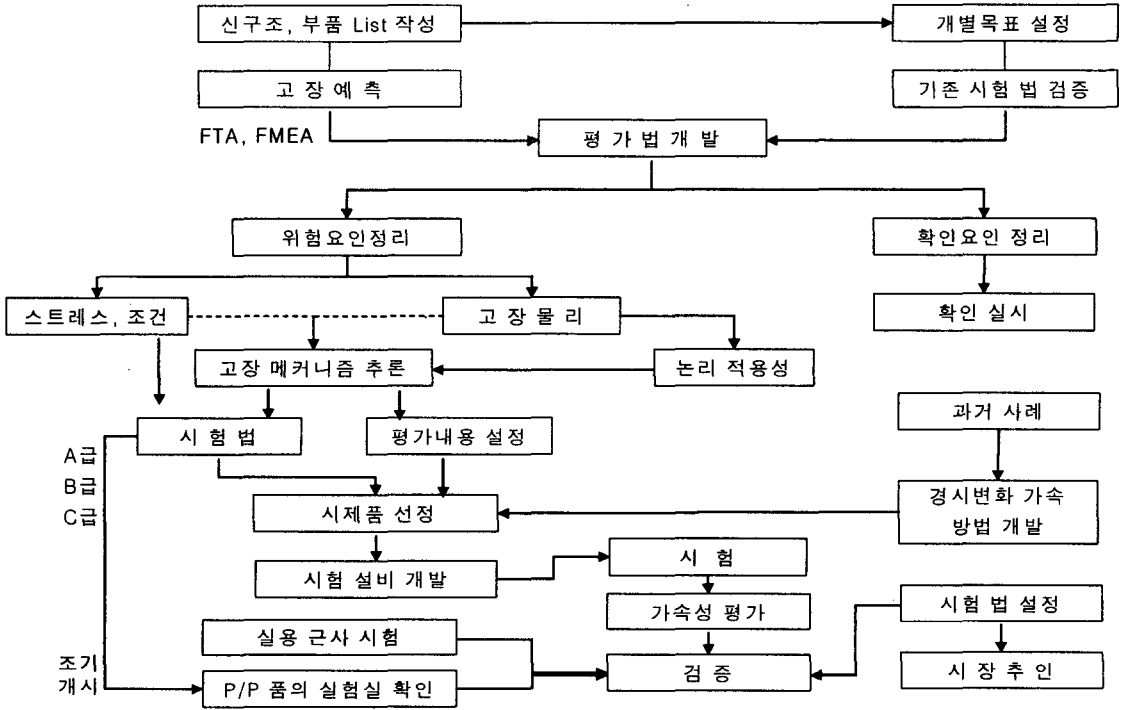 신구조, 부품 List 작성
개별목표 설정
고 장 예 측
기존 시험 법 검증
FTA, FMEA
평 가 법 개 발
위험요인정리
확인요인 정리
스트레스, 조건
고 장 물 리
확인 실시
고장 메커니즘 추론
논리 적용성
과거 사례
시 험 법
평가내용 설정
A급
B급
C급
경시변화 가속
방법 개발
시제품 선정
시 험
시험 설비 개발
가속성 평가
시험 법 설정
실용 근사 시험
검 증
시 장 추 인
조기
개시
P/P 품의 실험실 확인